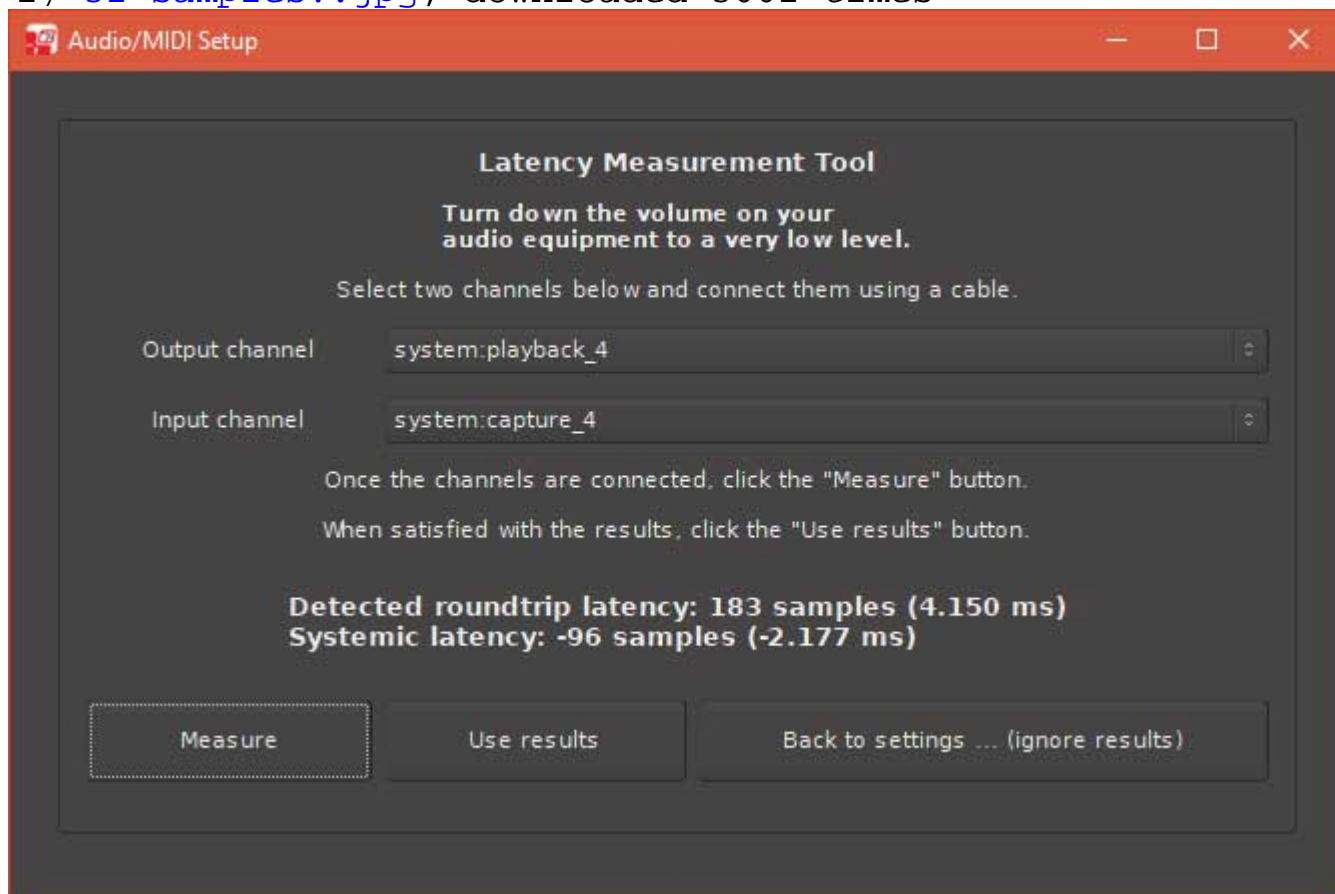 Audio/MIDI Setup
Latency Measurement Tool
Turn down the volume on your
audio equipment to a very low level.
Select two channels below and connect them using a cable.
Output channel system:playback_4
Input channel system:capture_4
Once the channels are connected, click the "Measure" button.
When satisfied with the results, click the "Use results" button.
Detected roundtrip latency: 183 samples (4.150 ms)
Systemic latency: -96 samples (-2.177 ms)
Measure Use results Back to settings ... (ignore results)